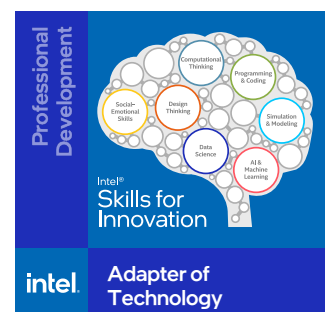 Professional
Development
Computational
Thinking
Programming
& Coding
Social–
Emotional
Skills
Design
Thinking
Simulation
& Modeling
Data
Science
AI &
Machine
Learning
Intel®
Skills for
Innovation
intel.
Adapter of
Technology